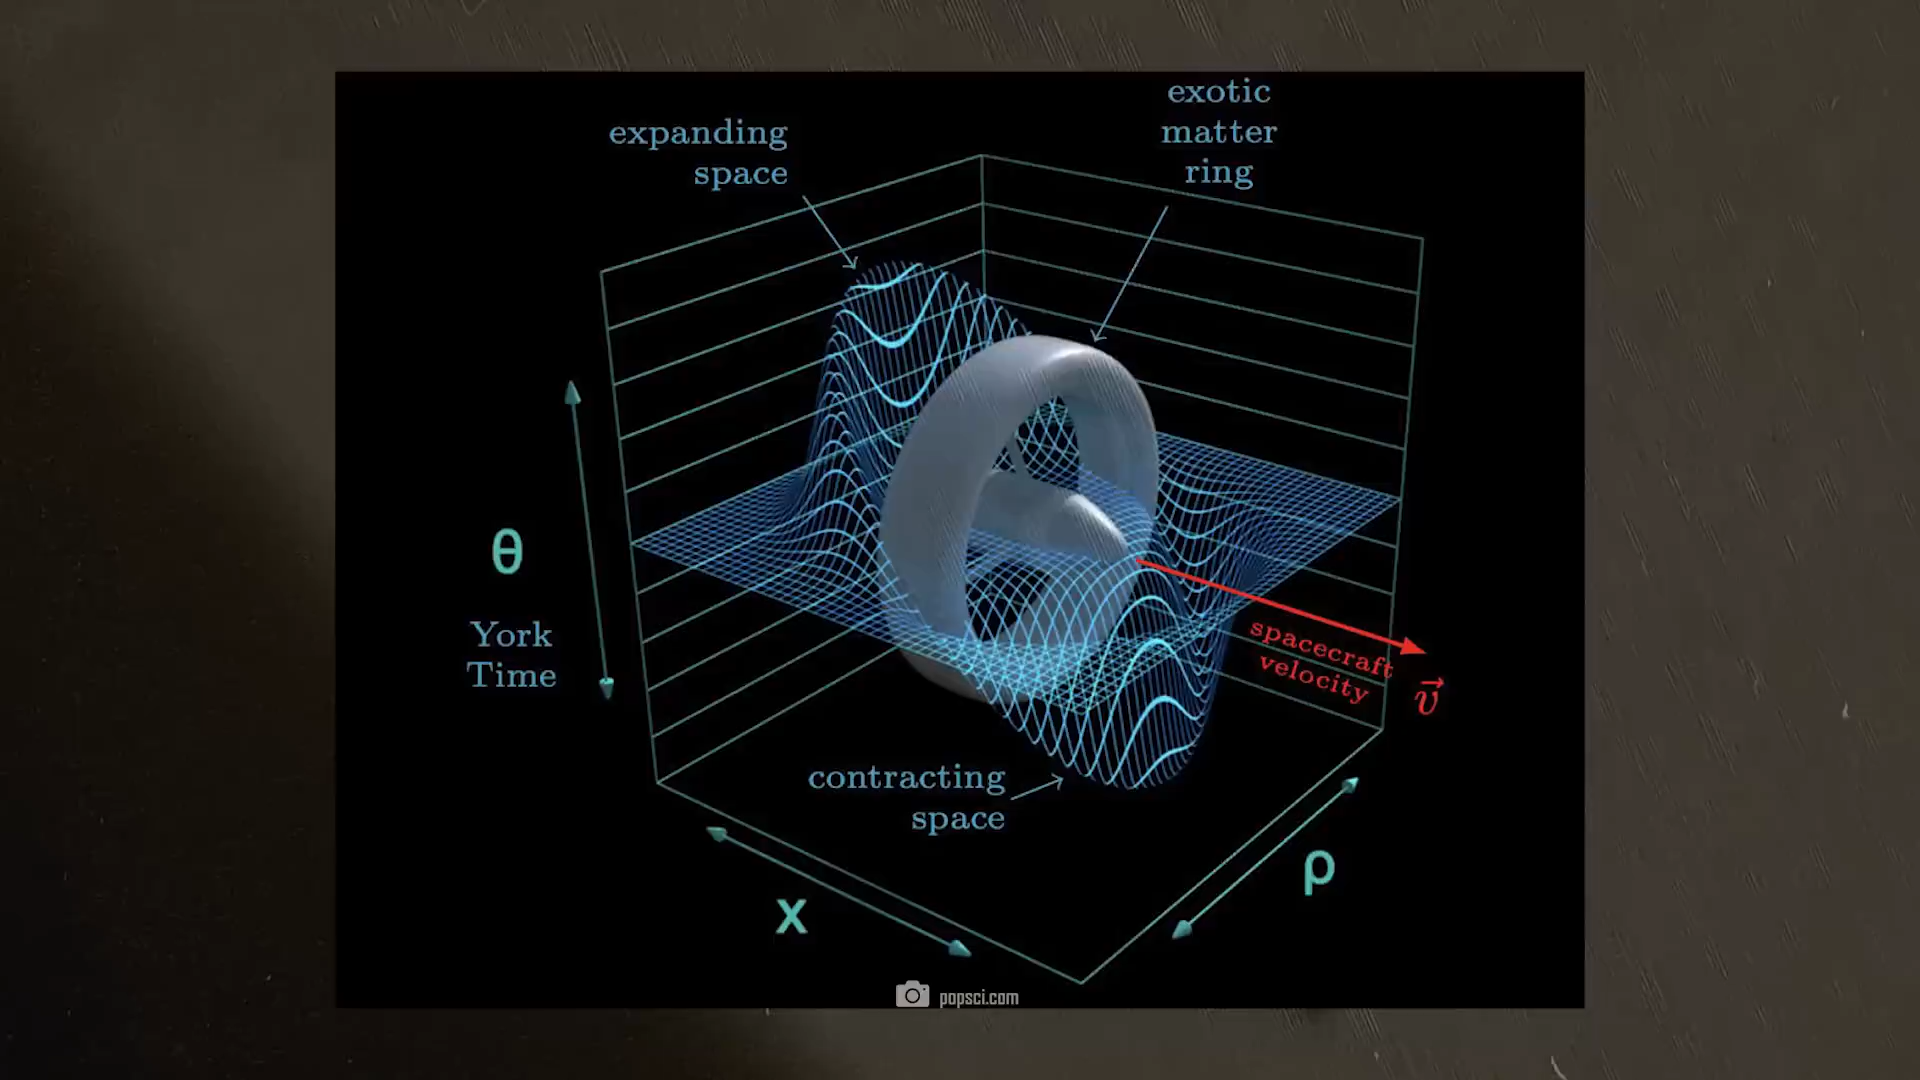 exotic
matter
ring
expanding
space
θ
York
Time
spacecraft
velocity
v⃗
contracting
space
x
ρ
popsci.com